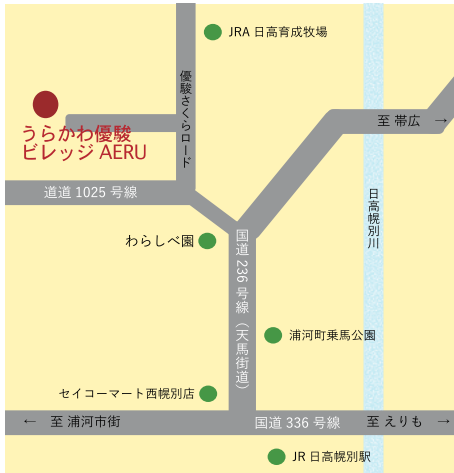 JRA 日高育成牧場
優駿さくらロード
至 帯広 →
うらかわ優駿
ビレッジ AERU
道道 1025 号線
日高幌別川
わらしべ園
国道 236 号線（天馬街道）
浦河町乗馬公園
セイコーマート西幌別店
← 至 浦河市街
国道 336 号線
至 えりも →
JR 日高幌別駅